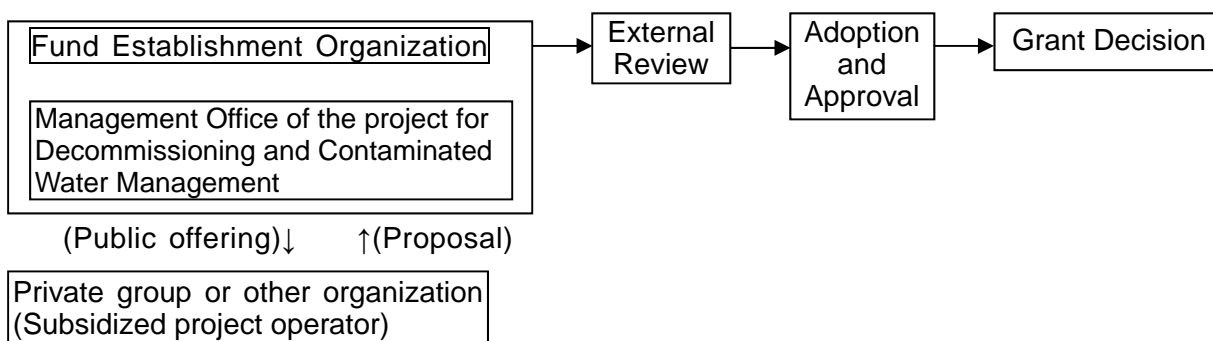 Fund Establishment Organization
Management Office of the project for
Decommissioning and Contaminated
Water Management
(Public offering)↓ ↑(Proposal)
Private group or other organization
(Subsidized project operator)
External
Review
Adoption
and
Approval
Grant Decision